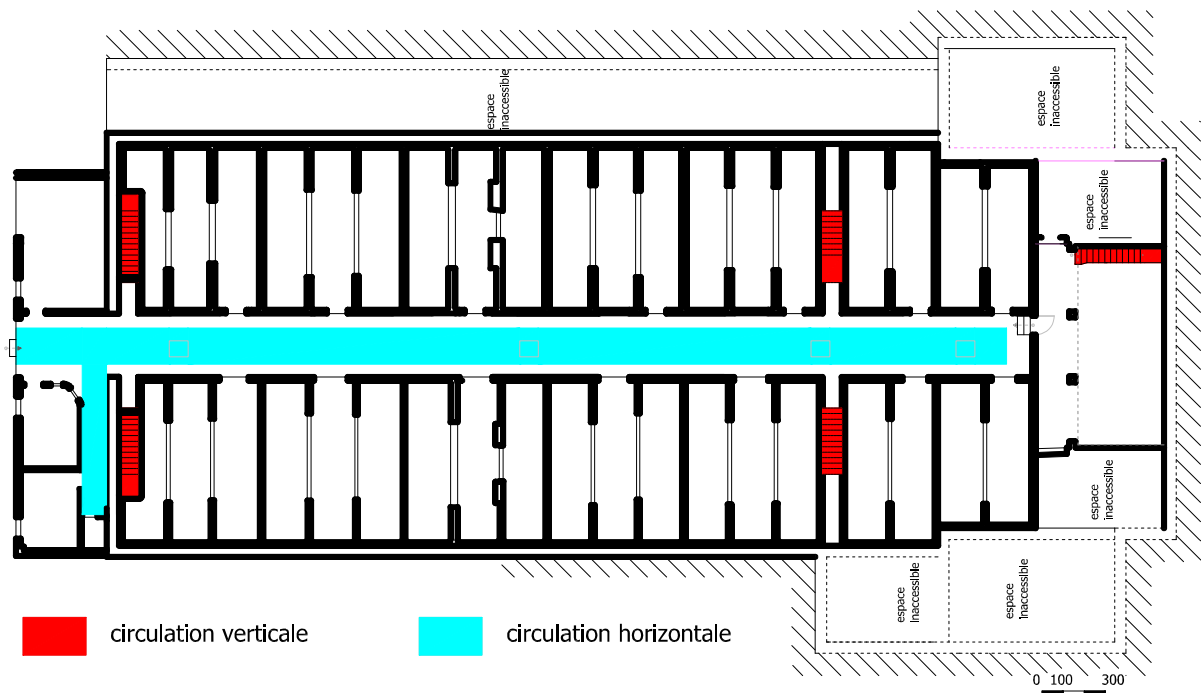 espace
inaccessible
espace
inaccessible
espace
inaccessible
espace
inaccessible
espace
inaccessible
espace
inaccessible
circulation verticale
circulation horizontale
0 100 300